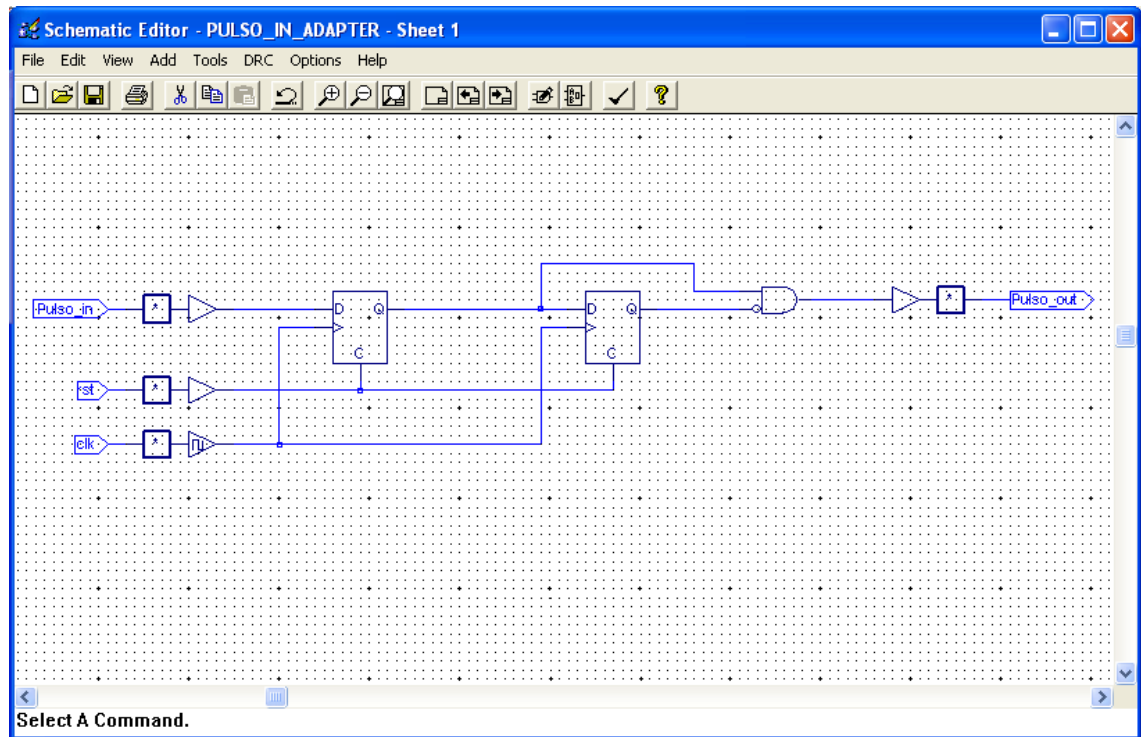 Schematic Editor - PULSO_IN_ADAPTER - Sheet 1
File Edit View Add Tools DRC Options Help
Pulso_in
D Q
C
D Q
C
Pulso_out
rst
clk
Select A Command.